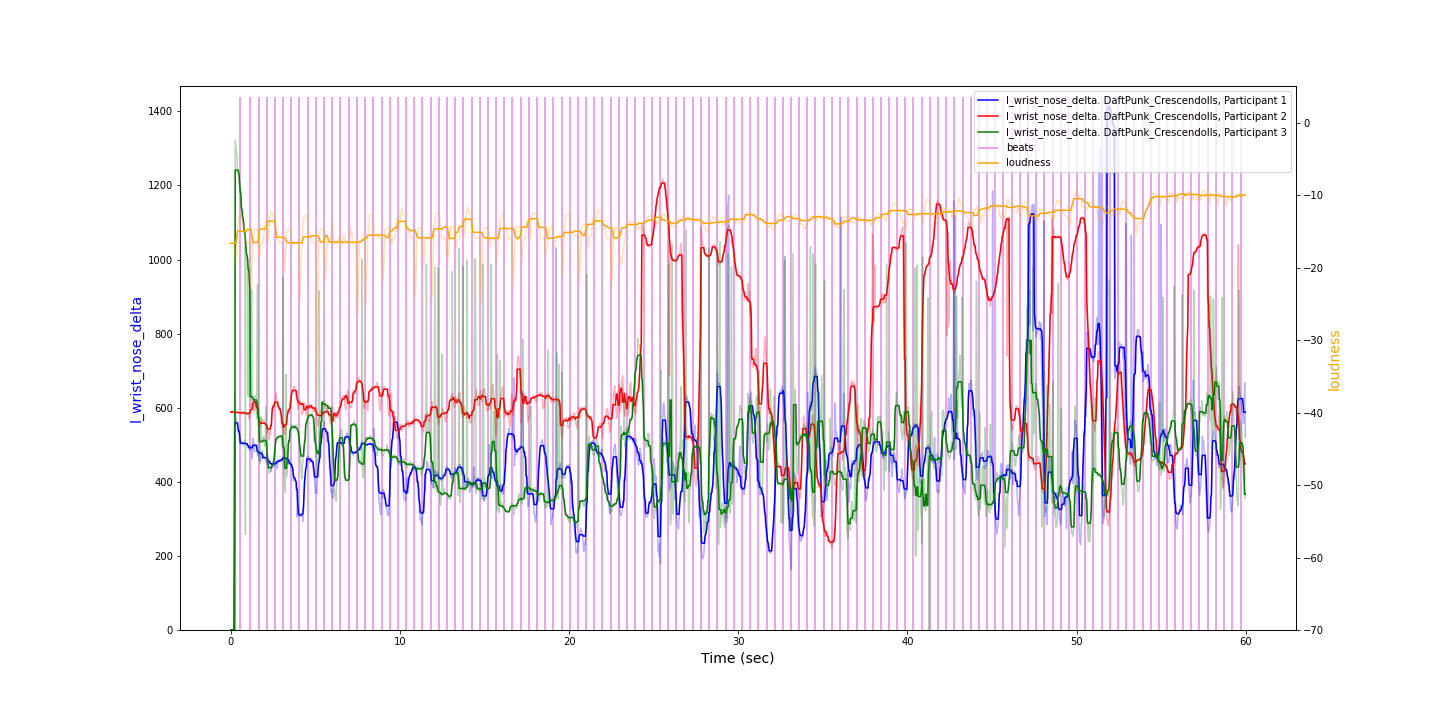 l_wrist_nose_delta. DaftPunk_Crescendolls, Participant 1
l_wrist_nose_delta. DaftPunk_Crescendolls, Participant 2
l_wrist_nose_delta. DaftPunk_Crescendolls, Participant 3
beats
loudness
1400
1200
1000
800
600
400
200
0
l_wrist_nose_delta
0
−10
−20
−30
−40
−50
−60
−70
loudness
0 10 20 30 40 50 60
Time (sec)